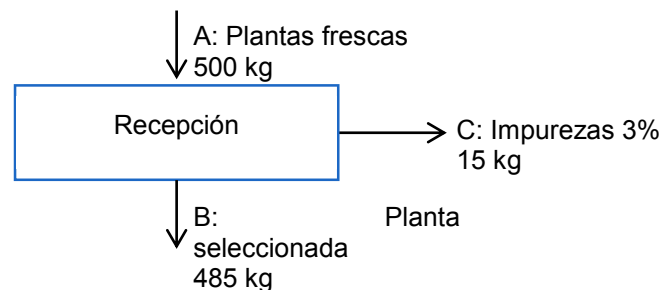 A: Plantas frescas
500 kg
Recepción
C: Impurezas 3%
15 kg
B: Planta
seleccionada
485 kg